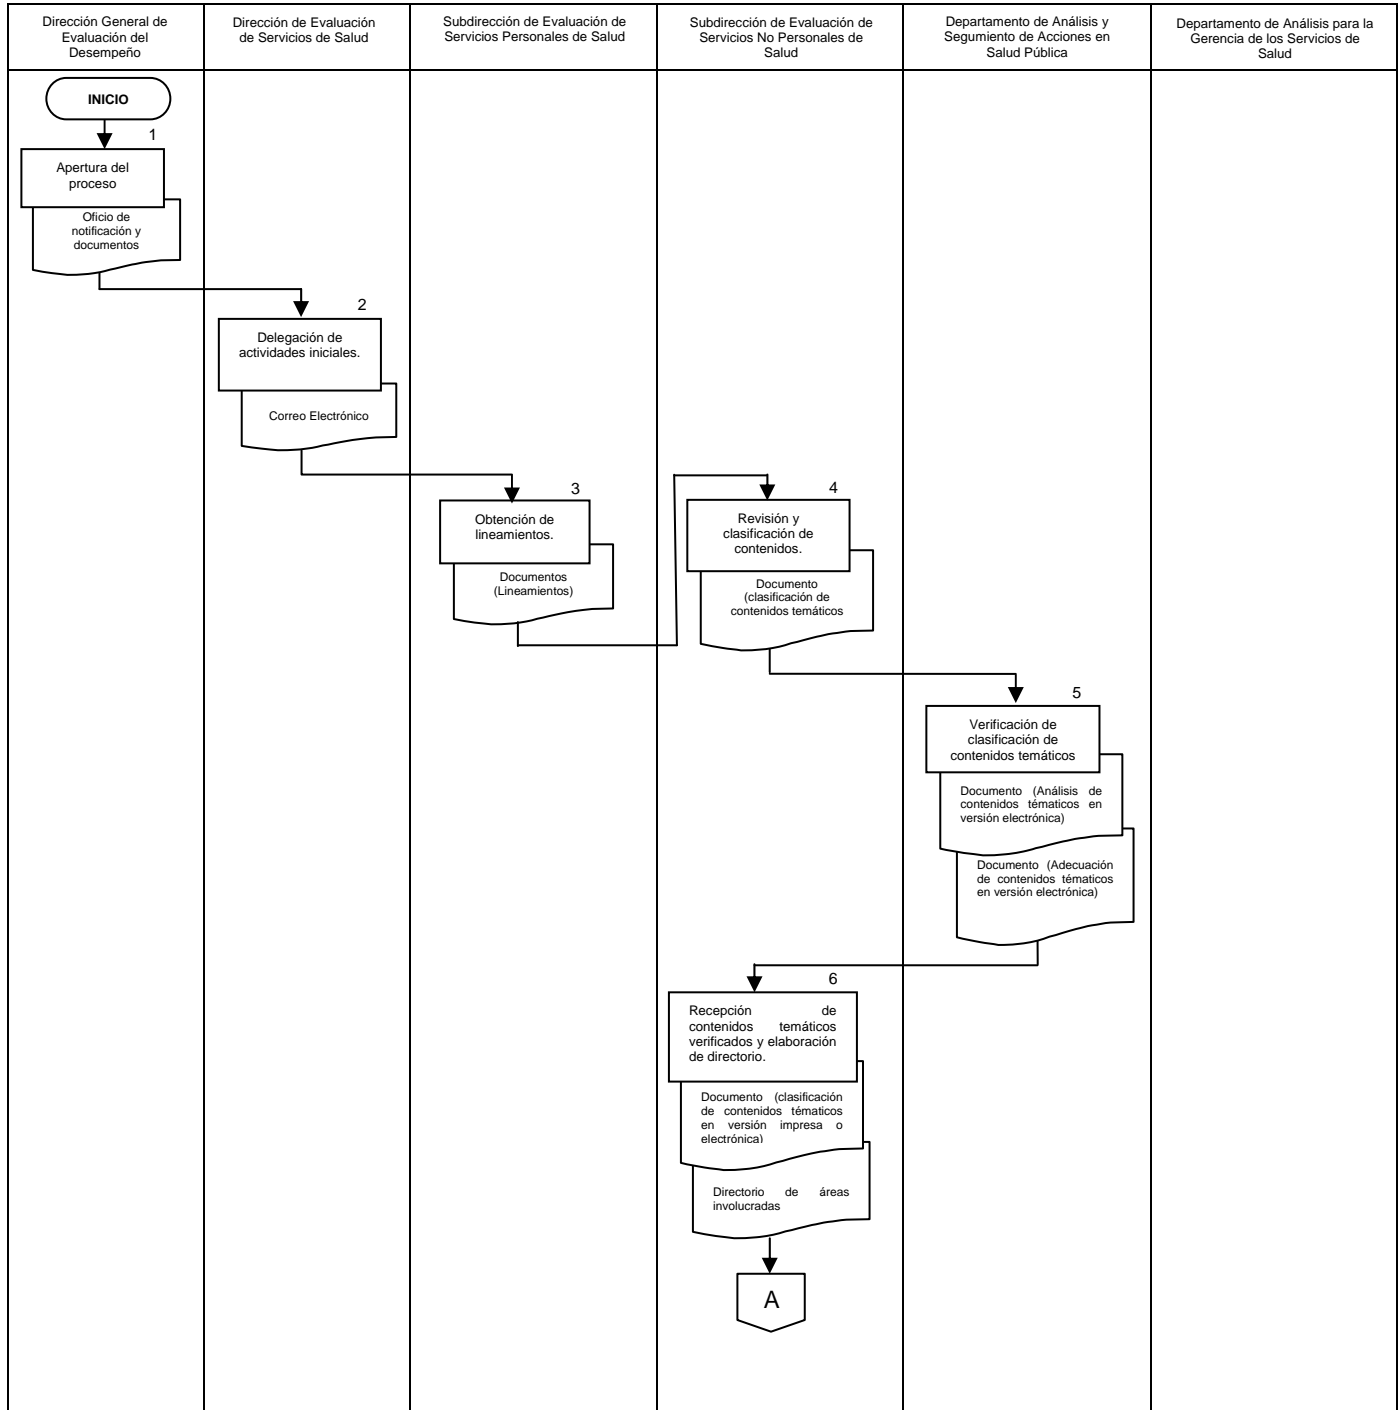 Dirección General de
Evaluación del
Desempeño
Dirección de Evaluación
de Servicios de Salud
Subdirección de Evaluación de
Servicios Personales de Salud
Subdirección de Evaluación de
Servicios No Personales de
Salud
Departamento de Análisis y
Segumiento de Acciones en
Salud Pública
Departamento de Análisis para la
Gerencia de los Servicios de
Salud
INICIO
1
Apertura del
proceso
Oficio de
notificación y
documentos
2
Delegación de
actividades iniciales.
Correo Electrónico
3
Obtención de
lineamientos.
Documentos
(Lineamientos)
4
Revisión y
clasificación de
contenidos.
Documento
(clasificación de
contenidos temáticos
5
Verificación de
clasificación de
contenidos temáticos
Documento (Análisis de
contenidos tématicos en
versión electrónica)
Documento (Adecuación
de contenidos tématicos
en versión electrónica)
6
Recepción de
contenidos temáticos
verificados y elaboración
de directorio.
Documento (clasificación
de contenidos tématicos
en versión impresa o
electrónica)
Directorio de áreas
involucradas
A